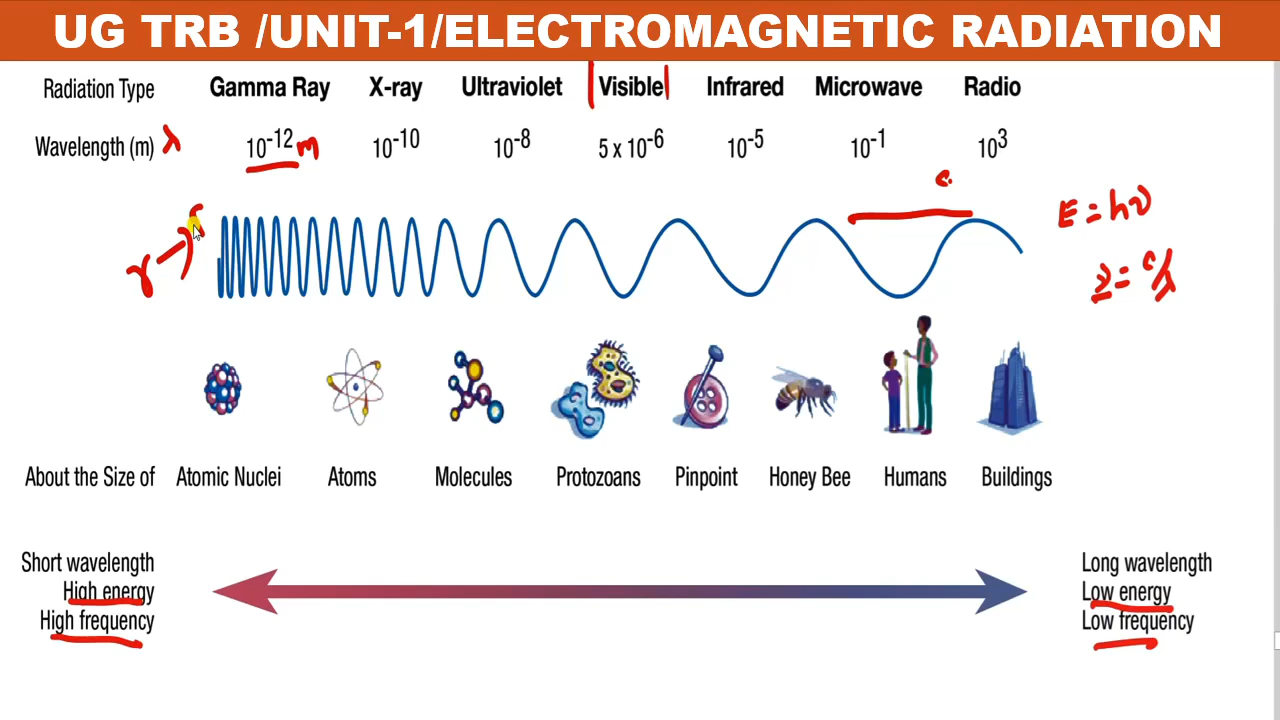 UG TRB /UNIT-1/ELECTROMAGNETIC RADIATION
Radiation Type Gamma Ray X-ray Ultraviolet Visible Infrared Microwave Radio
Wavelength (m) λ 10⁻¹² m 10⁻¹⁰ 10⁻⁸ 5 x 10⁻⁶ 10⁻⁵ 10⁻¹ 10³
E = hν
ν = c/λ
γ
About the Size of Atomic Nuclei Atoms Molecules Protozoans Pinpoint Honey Bee Humans Buildings
Short wavelength Long wavelength
High energy Low energy
High frequency Low frequency